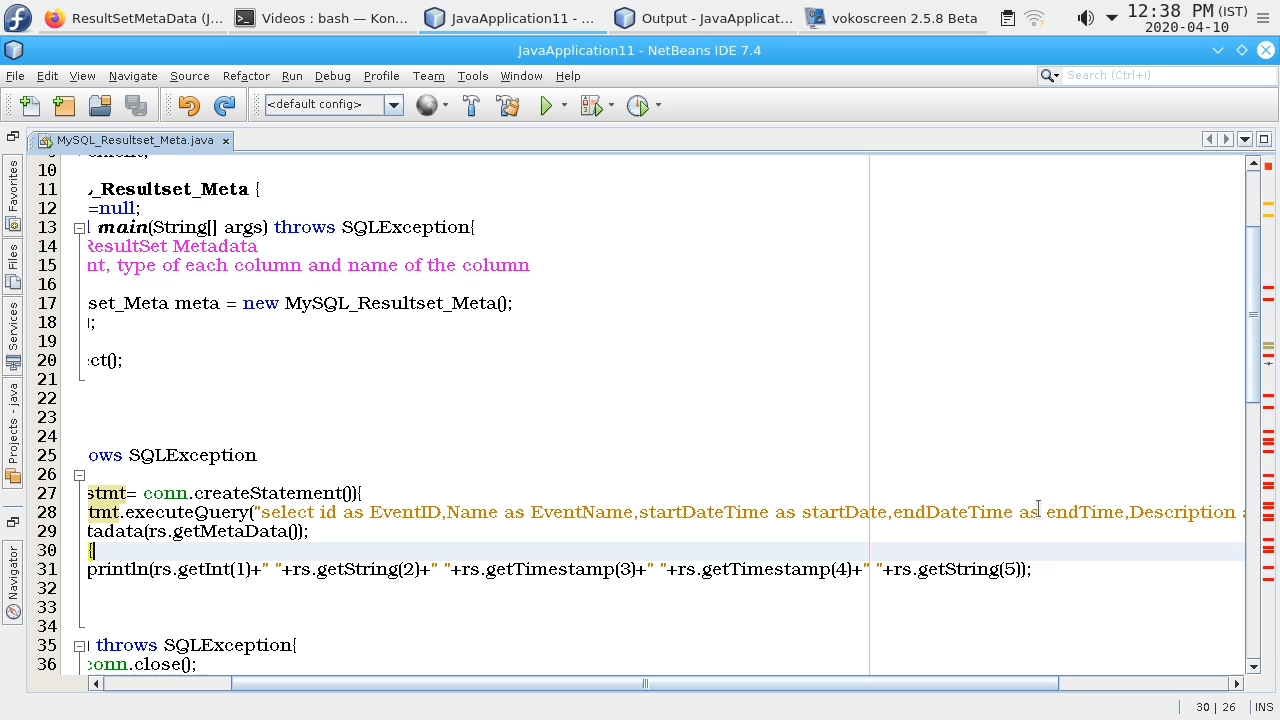 ResultSetMetaData (J...
Videos : bash — Kon...
JavaApplication11 - ...
Output - JavaApplicat...
vokoscreen 2.5.8 Beta
12:38 PM (IST)
2020-04-10
JavaApplication11 - NetBeans IDE 7.4
File Edit View Navigate Source Refactor Run Debug Profile Team Tools Window Help
Search (Ctrl+I)
<default config>
MySQL_Resultset_Meta.java
Favorites
Files
Services
Projects - java
Navigator
10
11 _Resultset_Meta {
12 =null;
13 main(String[] args) throws SQLException{
14 ResultSet Metadata
15 nt, type of each column and name of the column
16
17 set_Meta meta = new MySQL_Resultset_Meta();
18 ;
19
20 ct();
21
22
23
24
25 ows SQLException
26
27 stmt= conn.createStatement()){
28 tmt.executeQuery("select id as EventID,Name as EventName,startDateTime as startDate,endDateTime as endTime,Description
29 tadata(rs.getMetaData());
30 {
31 println(rs.getInt(1)+" "+rs.getString(2)+" "+rs.getTimestamp(3)+" "+rs.getTimestamp(4)+" "+rs.getString(5));
32
33
34
35 throws SQLException{
36 conn.close();
30 | 26 INS